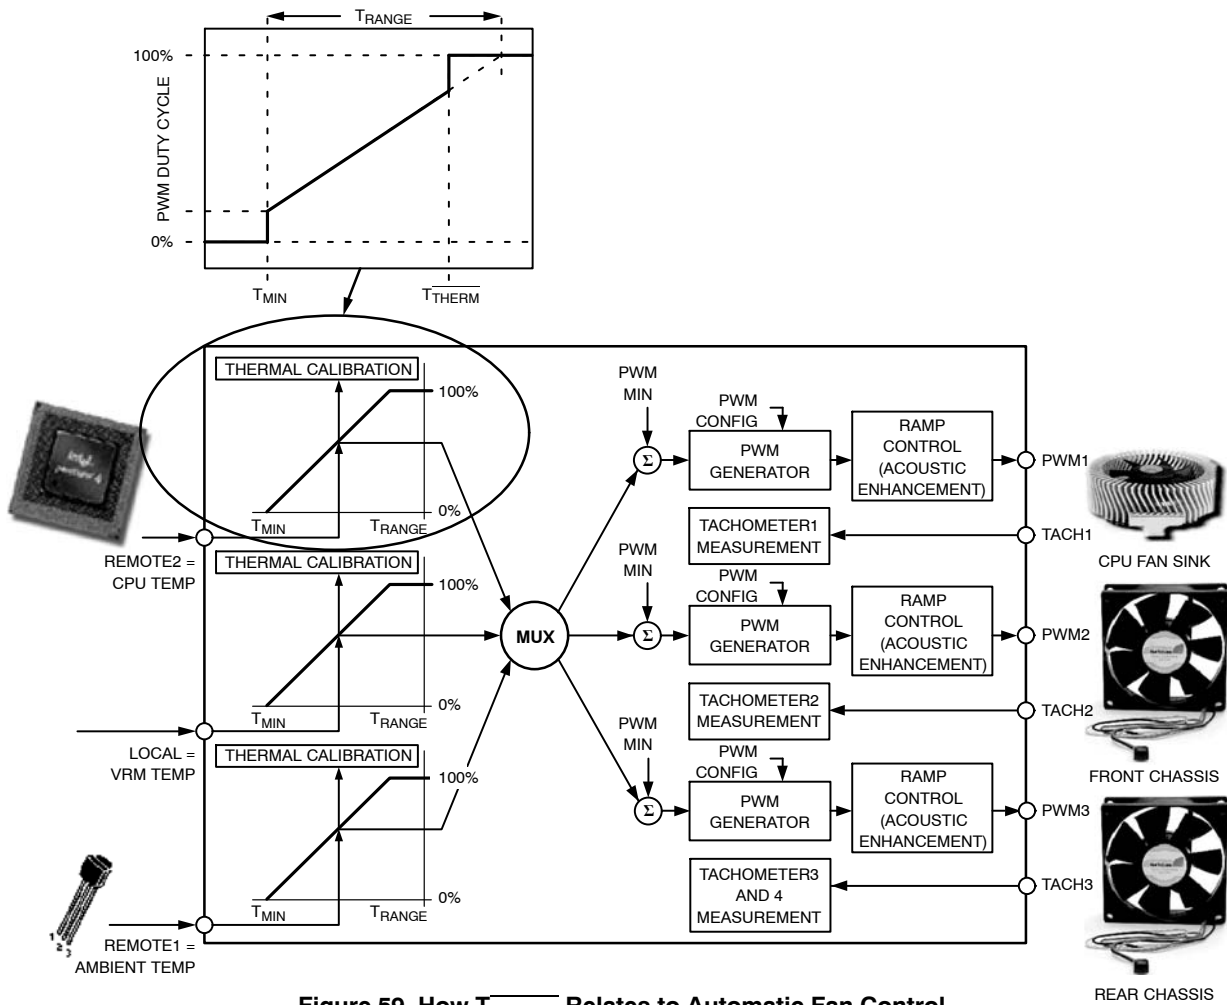 TRANGE
100%
PWM DUTY CYCLE
0%
TMIN
TTHERM
THERMAL CALIBRATION
100%
0%
TMIN
TRANGE
REMOTE2 =
CPU TEMP
THERMAL CALIBRATION
100%
0%
TMIN
TRANGE
LOCAL =
VRM TEMP
THERMAL CALIBRATION
100%
0%
TMIN
TRANGE
REMOTE1 =
AMBIENT TEMP
1
2
3
MUX
PWM
MIN
Σ
PWM
CONFIG
PWM
GENERATOR
RAMP
CONTROL
(ACOUSTIC
ENHANCEMENT)
PWM1
TACHOMETER1
MEASUREMENT
TACH1
CPU FAN SINK
PWM
MIN
Σ
PWM
CONFIG
PWM
GENERATOR
RAMP
CONTROL
(ACOUSTIC
ENHANCEMENT)
PWM2
TACHOMETER2
MEASUREMENT
TACH2
FRONT CHASSIS
PWM
MIN
Σ
PWM
CONFIG
PWM
GENERATOR
RAMP
CONTROL
(ACOUSTIC
ENHANCEMENT)
PWM3
TACHOMETER3
AND 4
MEASUREMENT
TACH3
REAR CHASSIS
Figure 59. How T Relates to Automatic Fan Control